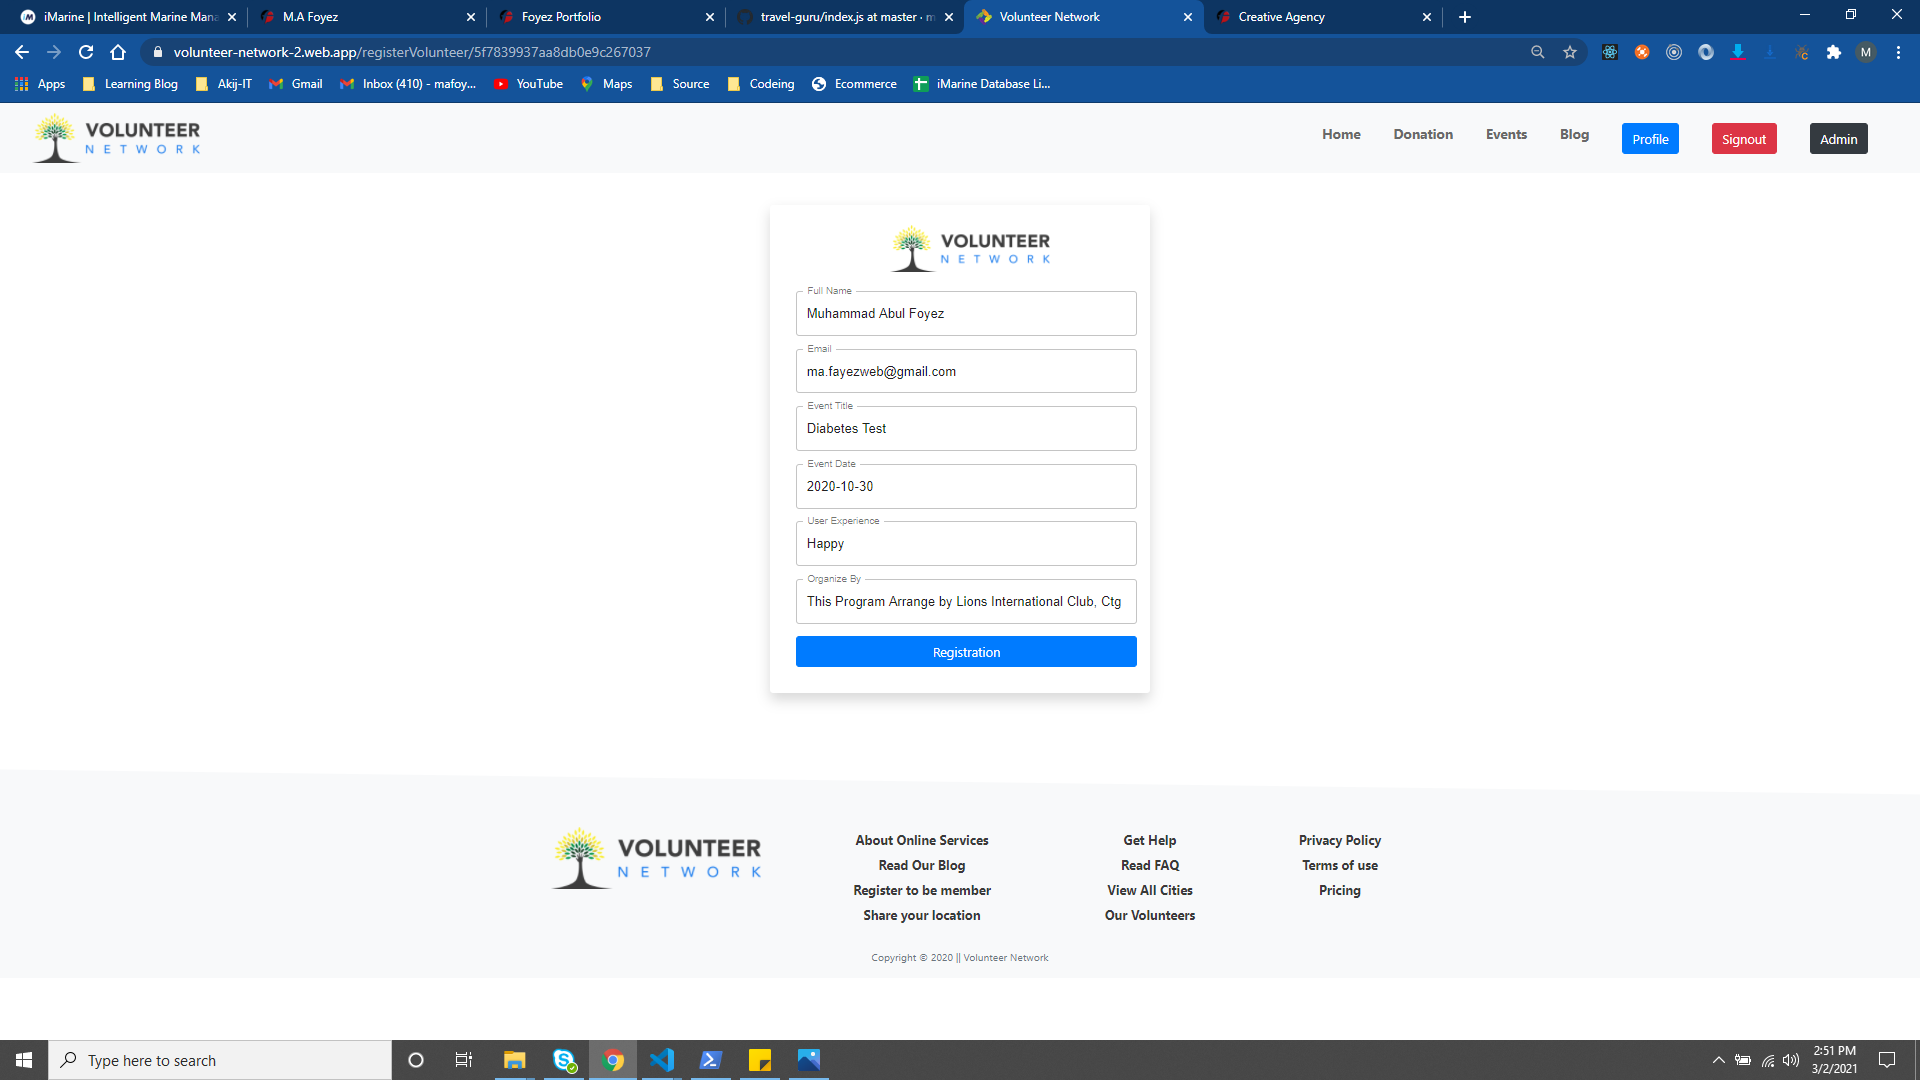 iMarine | Intelligent Marine Mana
M.A Foyez
Foyez Portfolio
travel-guru/index.js at master · m
Volunteer Network
Creative Agency
volunteer-network-2.web.app/registerVolunteer/5f7839937aa8db0e9c267037
M
Apps
Learning Blog
Akij-IT
Gmail
Inbox (410) - mafoy...
YouTube
Maps
Source
Codeing
Ecommerce
iMarine Database Li...
VOLUNTEER
NETWORK
Home
Donation
Events
Blog
Profile
Signout
Admin
VOLUNTEER
NETWORK
Full Name
Muhammad Abul Foyez
Email
ma.fayezweb@gmail.com
Event Title
Diabetes Test
Event Date
2020-10-30
User Experience
Happy
Organize By
This Program Arrange by Lions International Club, Ctg
Registration
VOLUNTEER
NETWORK
About Online Services
Read Our Blog
Register to be member
Share your location
Get Help
Read FAQ
View All Cities
Our Volunteers
Privacy Policy
Terms of use
Pricing
Copyright © 2020 || Volunteer Network
Type here to search
2:51 PM
3/2/2021